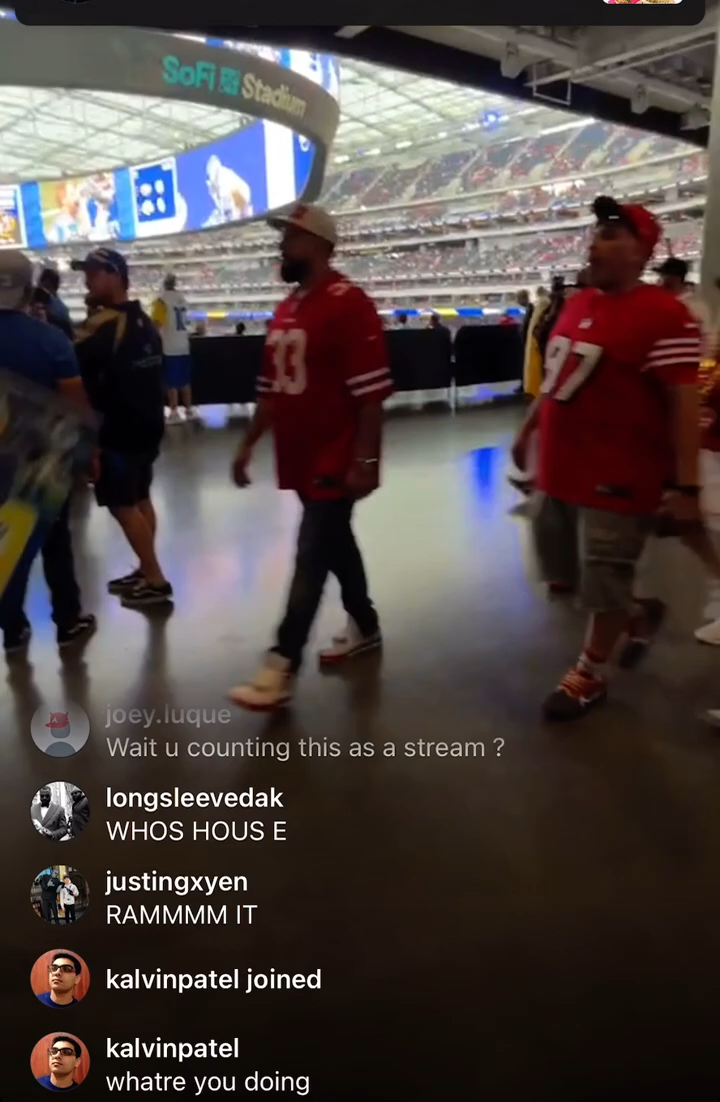 SoFi Stadium
33
97
joey.luque
Wait u counting this as a stream ?
longsleevedak
WHOS HOUS E
justingxyen
RAMMMM IT
kalvinpatel joined
kalvinpatel
whatre you doing